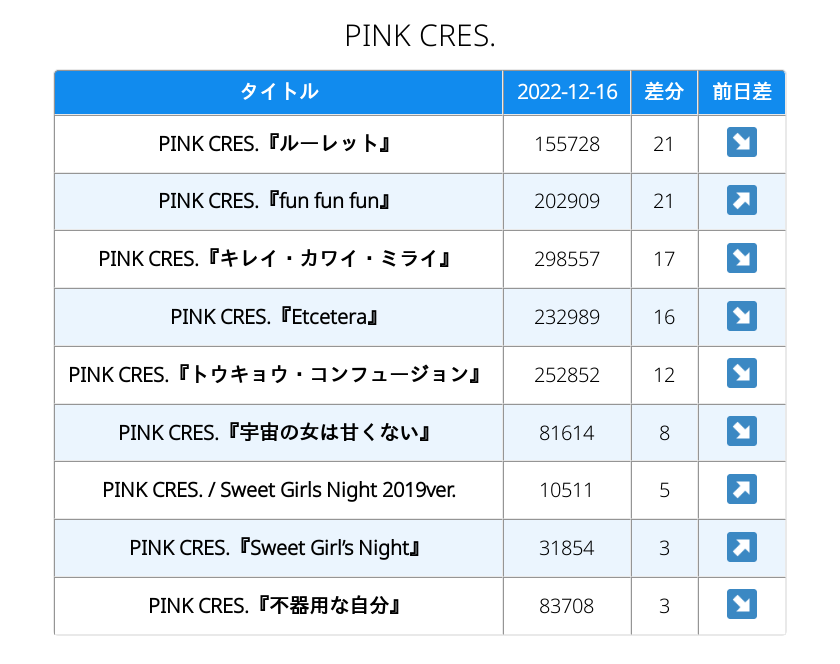 PINK CRES.
タイトル 2022-12-16 差分 前日差
PINK CRES.『ルーレット』 155728 21 ↘
PINK CRES.『fun fun fun』 202909 21 ↗
PINK CRES.『キレイ・カワイ・ミライ』 298557 17 ↘
PINK CRES.『Etcetera』 232989 16 ↘
PINK CRES.『トウキョウ・コンフュージョン』 252852 12 ↘
PINK CRES.『宇宙の女は甘くない』 81614 8 ↘
PINK CRES. / Sweet Girls Night 2019ver. 10511 5 ↗
PINK CRES.『Sweet Girl’s Night』 31854 3 ↗
PINK CRES.『不器用な自分』 83708 3 ↘